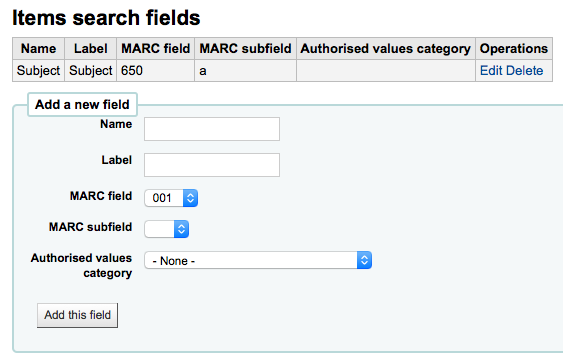 Items search fields
Name Label MARC field MARC subfield Authorised values category Operations
Subject Subject 650 a Edit Delete
Add a new field
Name
Label
MARC field 001
MARC subfield
Authorised values
category - None -
Add this field